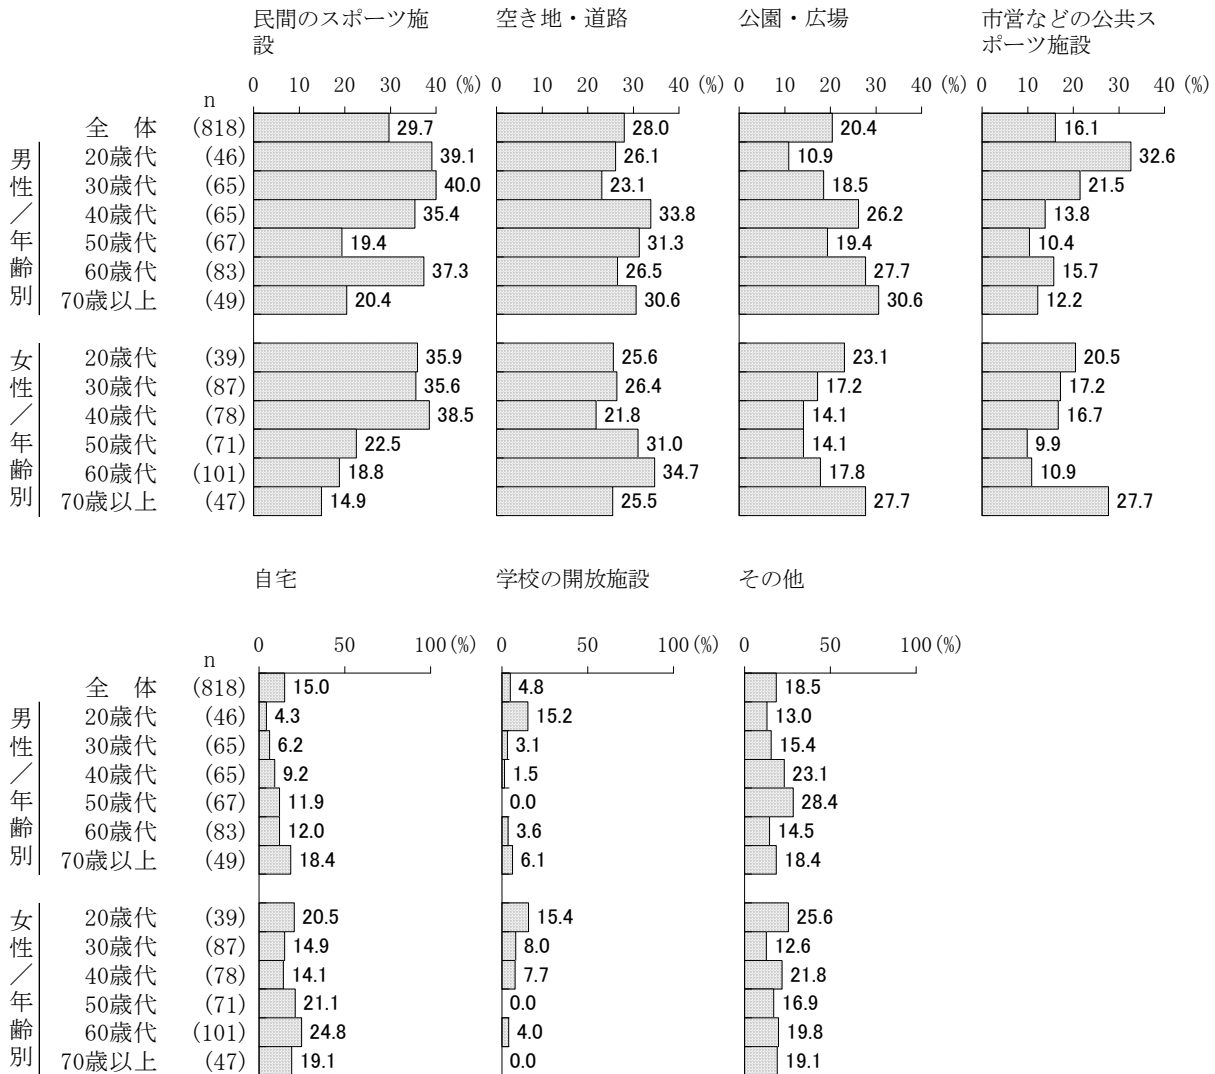 民間のスポーツ施 空き地・道路 公園・広場 市営などの公共ス
設 ポーツ施設
0 10 20 30 40 (%) 0 10 20 30 40 (%) 0 10 20 30 40 (%) 0 10 20 30 40 (%)
n
全 体 (818) 29.7 28.0 20.4 16.1
男性／年齢別
20歳代 (46) 39.1 26.1 10.9 32.6
30歳代 (65) 40.0 23.1 18.5 21.5
40歳代 (65) 35.4 33.8 26.2 13.8
50歳代 (67) 19.4 31.3 19.4 10.4
60歳代 (83) 37.3 26.5 27.7 15.7
70歳以上 (49) 20.4 30.6 30.6 12.2
女性／年齢別
20歳代 (39) 35.9 25.6 23.1 20.5
30歳代 (87) 35.6 26.4 17.2 17.2
40歳代 (78) 38.5 21.8 14.1 16.7
50歳代 (71) 22.5 31.0 14.1 9.9
60歳代 (101) 18.8 34.7 17.8 10.9
70歳以上 (47) 14.9 25.5 27.7 27.7
自宅 学校の開放施設 その他
0 50 100 (%) 0 50 100 (%) 0 50 100 (%)
n
全 体 (818) 15.0 4.8 18.5
男性／年齢別
20歳代 (46) 4.3 15.2 13.0
30歳代 (65) 6.2 3.1 15.4
40歳代 (65) 9.2 1.5 23.1
50歳代 (67) 11.9 0.0 28.4
60歳代 (83) 12.0 3.6 14.5
70歳以上 (49) 18.4 6.1 18.4
女性／年齢別
20歳代 (39) 20.5 15.4 25.6
30歳代 (87) 14.9 8.0 12.6
40歳代 (78) 14.1 7.7 21.8
50歳代 (71) 21.1 0.0 16.9
60歳代 (101) 24.8 4.0 19.8
70歳以上 (47) 19.1 0.0 19.1